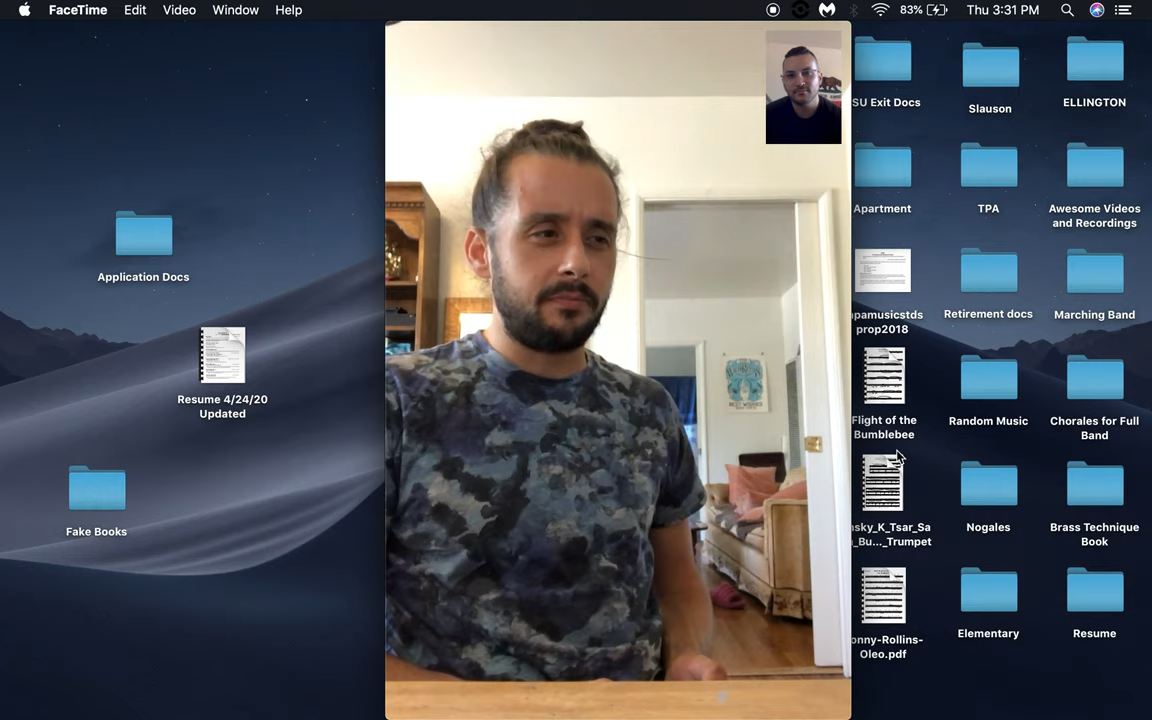 FaceTime Edit Video Window Help 83% Thu 3:31 PM
SU Exit Docs
Slauson
ELLINGTON
Apartment
TPA
Awesome Videos
and Recordings
Application Docs
pamusicstds
prop2018
Retirement docs
Marching Band
Resume 4/24/20
Updated
Flight of the
Bumblebee
Random Music
Chorales for Full
Band
Fake Books
nsky_K_Tsar_Sa
_Bu..._Trumpet
Nogales
Brass Technique
Book
onny-Rollins-
Oleo.pdf
Elementary
Resume